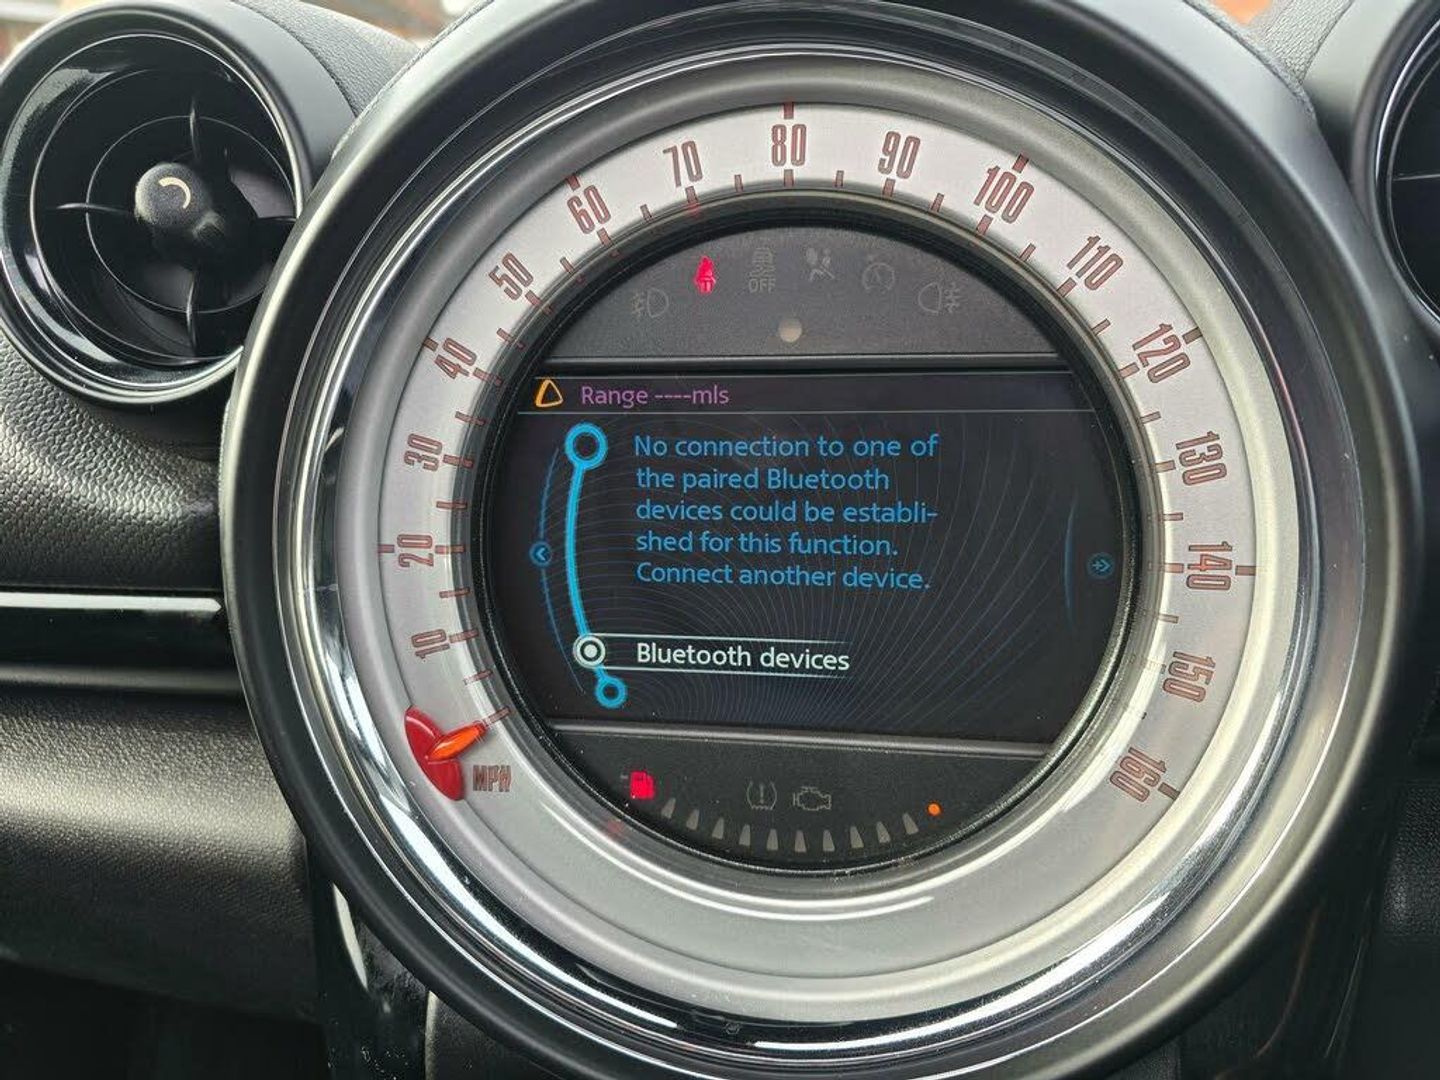 80
70
90
60
100
50
110
OFF
40
120
Range ----mls
30
No connection to one of
the paired Bluetooth
130
devices could be establi-
shed for this function.
20
140
Connect another device.
10
Bluetooth devices
150
MPH
160